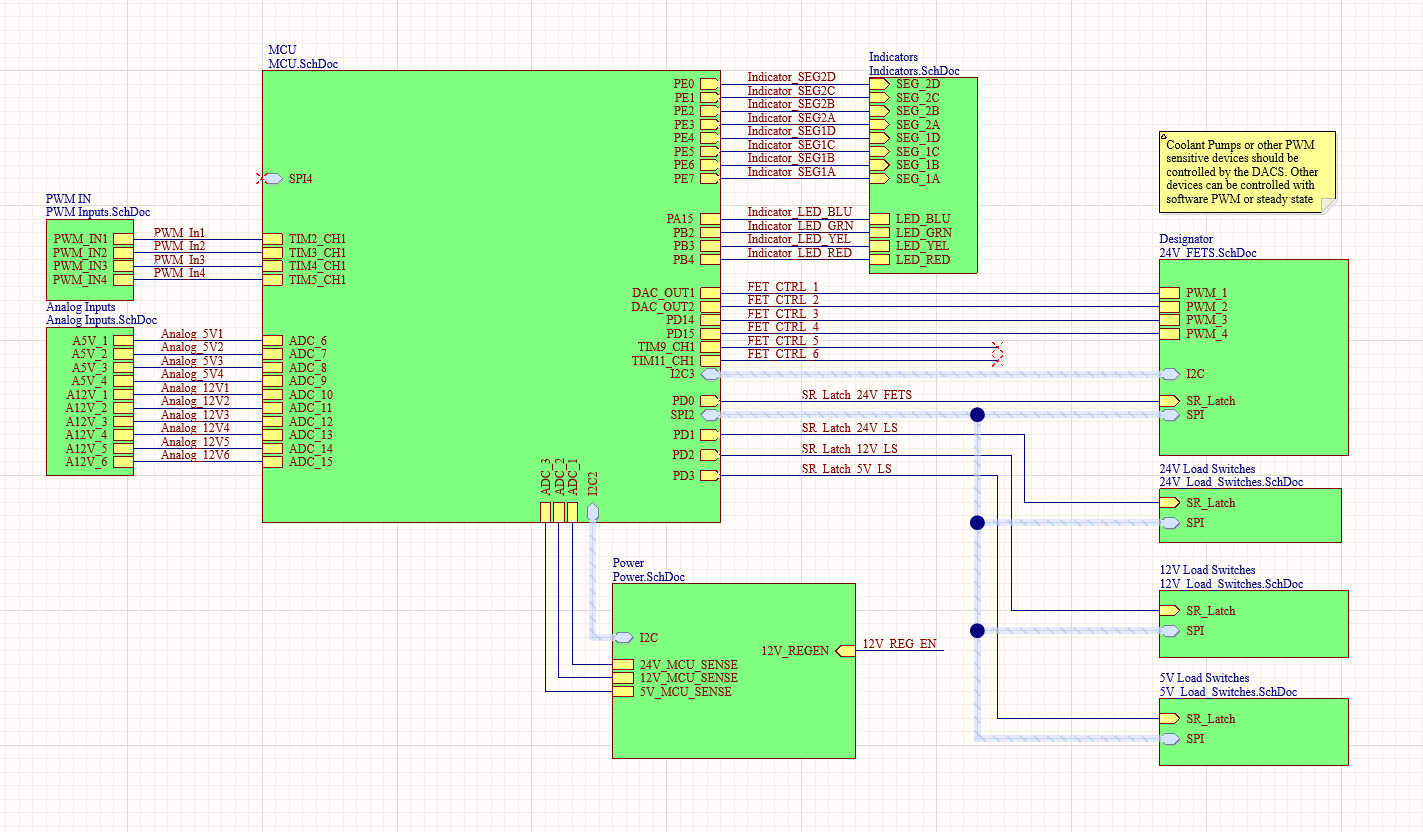 MCU
MCU.SchDoc
SPI4
TIM2_CH1
TIM3_CH1
TIM4_CH1
TIM5_CH1
ADC_6
ADC_7
ADC_8
ADC_9
ADC_10
ADC_11
ADC_12
ADC_13
ADC_14
ADC_15
PE0
PE1
PE2
PE3
PE4
PE5
PE6
PE7
PA15
PB2
PB3
PB4
DAC_OUT1
DAC_OUT2
PD14
PD15
TIM9_CH1
TIM11_CH1
I2C3
PD0
SPI2
PD1
PD2
PD3
ADC_3
ADC_2
ADC_1
I2C2
PWM IN
PWM Inputs.SchDoc
PWM_IN1
PWM_IN2
PWM_IN3
PWM_IN4
PWM_In1
PWM_In2
PWM_In3
PWM_In4
Analog Inputs
Analog Inputs.SchDoc
A5V_1
A5V_2
A5V_3
A5V_4
A12V_1
A12V_2
A12V_3
A12V_4
A12V_5
A12V_6
Analog_5V1
Analog_5V2
Analog_5V3
Analog_5V4
Analog_12V1
Analog_12V2
Analog_12V3
Analog_12V4
Analog_12V5
Analog_12V6
Indicator_SEG2D
Indicator_SEG2C
Indicator_SEG2B
Indicator_SEG2A
Indicator_SEG1D
Indicator_SEG1C
Indicator_SEG1B
Indicator_SEG1A
Indicator_LED_BLU
Indicator_LED_GRN
Indicator_LED_YEL
Indicator_LED_RED
Indicators
Indicators.SchDoc
SEG_2D
SEG_2C
SEG_2B
SEG_2A
SEG_1D
SEG_1C
SEG_1B
SEG_1A
LED_BLU
LED_GRN
LED_YEL
LED_RED
FET_CTRL_1
FET_CTRL_2
FET_CTRL_3
FET_CTRL_4
FET_CTRL_5
FET_CTRL_6
SR_Latch_24V_FETS
SR_Latch_24V_LS
SR_Latch_12V_LS
SR_Latch_5V_LS
Coolant Pumps or other PWM
sensitive devices should be
controlled by the DACS. Other
devices can be controlled with
software PWM or steady state
Designator
24V_FETS.SchDoc
PWM_1
PWM_2
PWM_3
PWM_4
I2C
SR_Latch
SPI
24V Load Switches
24V_Load_Switches.SchDoc
SR_Latch
SPI
12V Load Switches
12V_Load_Switches.SchDoc
SR_Latch
SPI
5V Load Switches
5V_Load_Switches.SchDoc
SR_Latch
SPI
Power
Power.SchDoc
I2C
24V_MCU_SENSE
12V_MCU_SENSE
5V_MCU_SENSE
12V_REGEN
12V_REG_EN